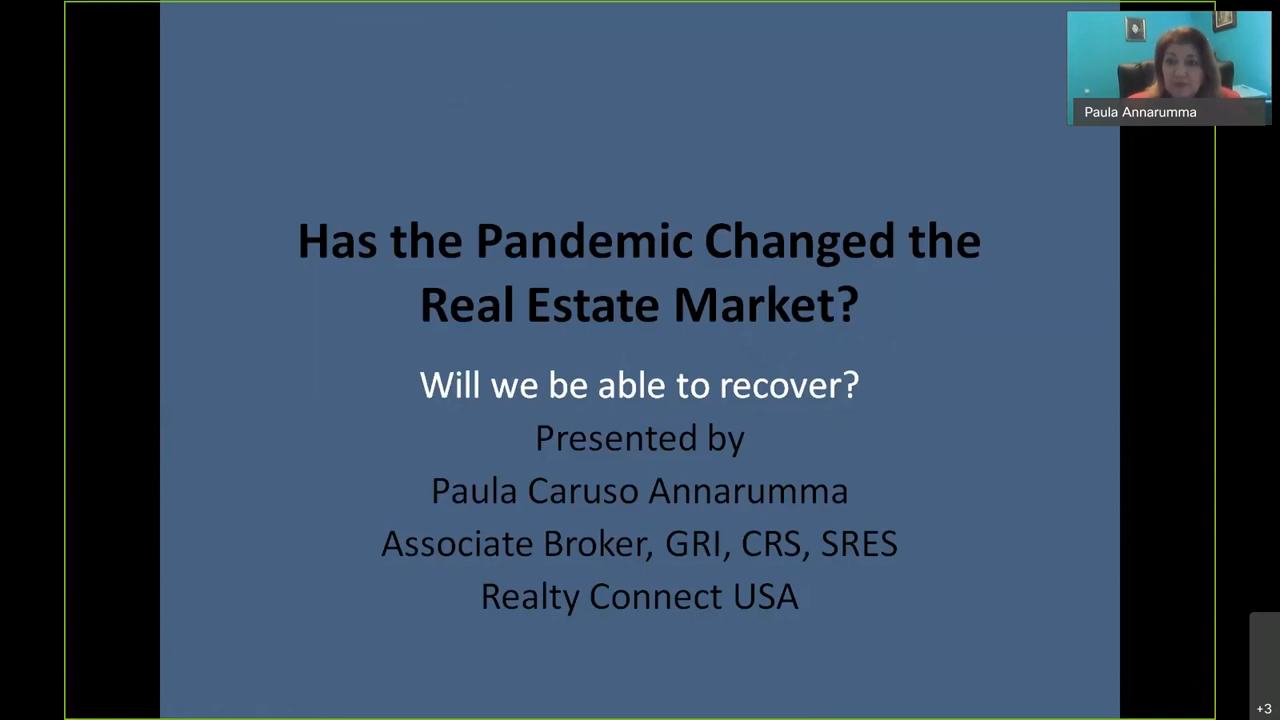 Paula Annarumma
Has the Pandemic Changed the
Real Estate Market?
Will we be able to recover?
Presented by
Paula Caruso Annarumma
Associate Broker, GRI, CRS, SRES
Realty Connect USA
+3